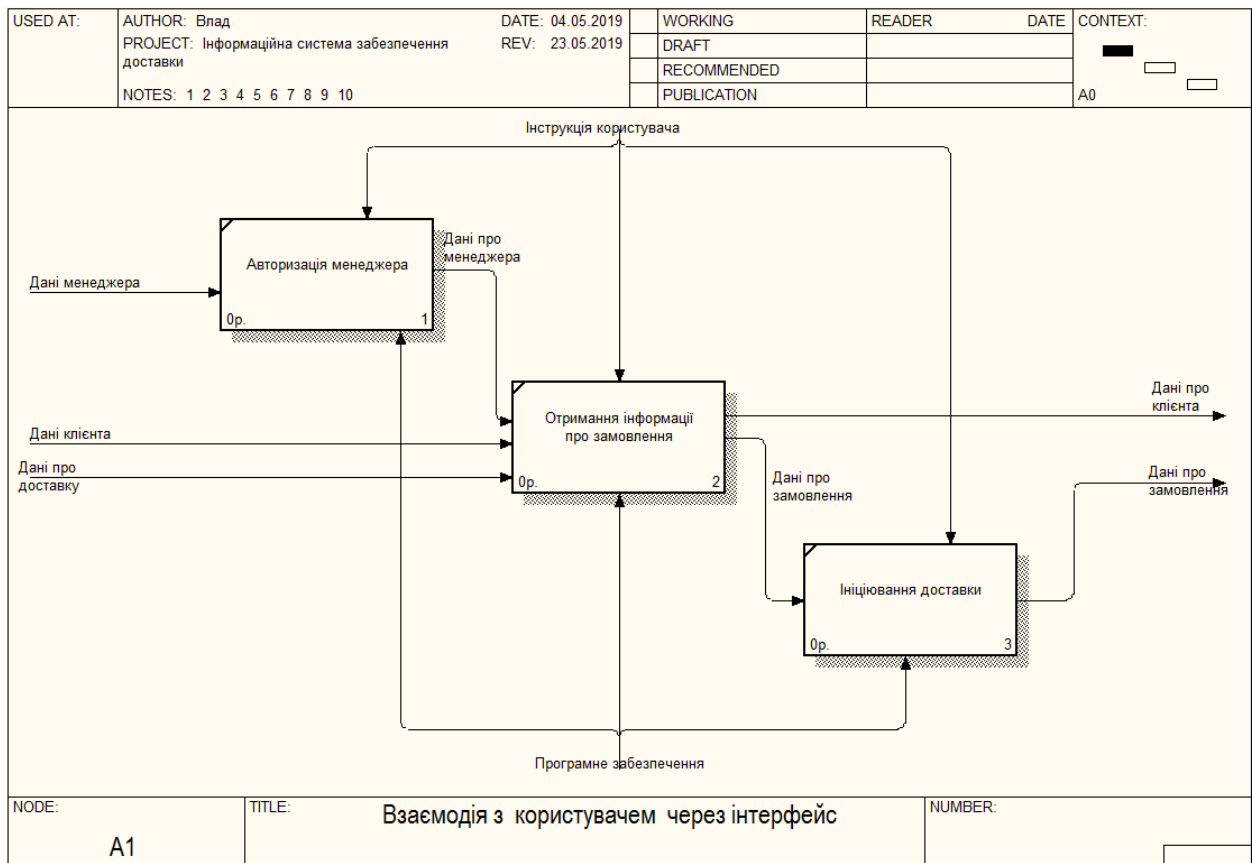 USED AT:
AUTHOR: Влад
DATE: 04.05.2019
PROJECT: Інформаційна система забезпечення
доставки
REV: 23.05.2019
NOTES: 1 2 3 4 5 6 7 8 9 10
WORKING
DRAFT
RECOMMENDED
PUBLICATION
READER
DATE
CONTEXT:
A0
Інструкція користувача
Дані менеджера
Авторизація менеджера
0р.
1
Дані про
менеджера
Дані клієнта
Дані про
доставку
Отримання інформації
про замовлення
0р.
2
Дані про
клієнта
Дані про
замовлення
Дані про
замовлення
Ініціювання доставки
0р.
3
Програмне забезпечення
NODE:
A1
TITLE:
Взаємодія з користувачем через інтерфейс
NUMBER: